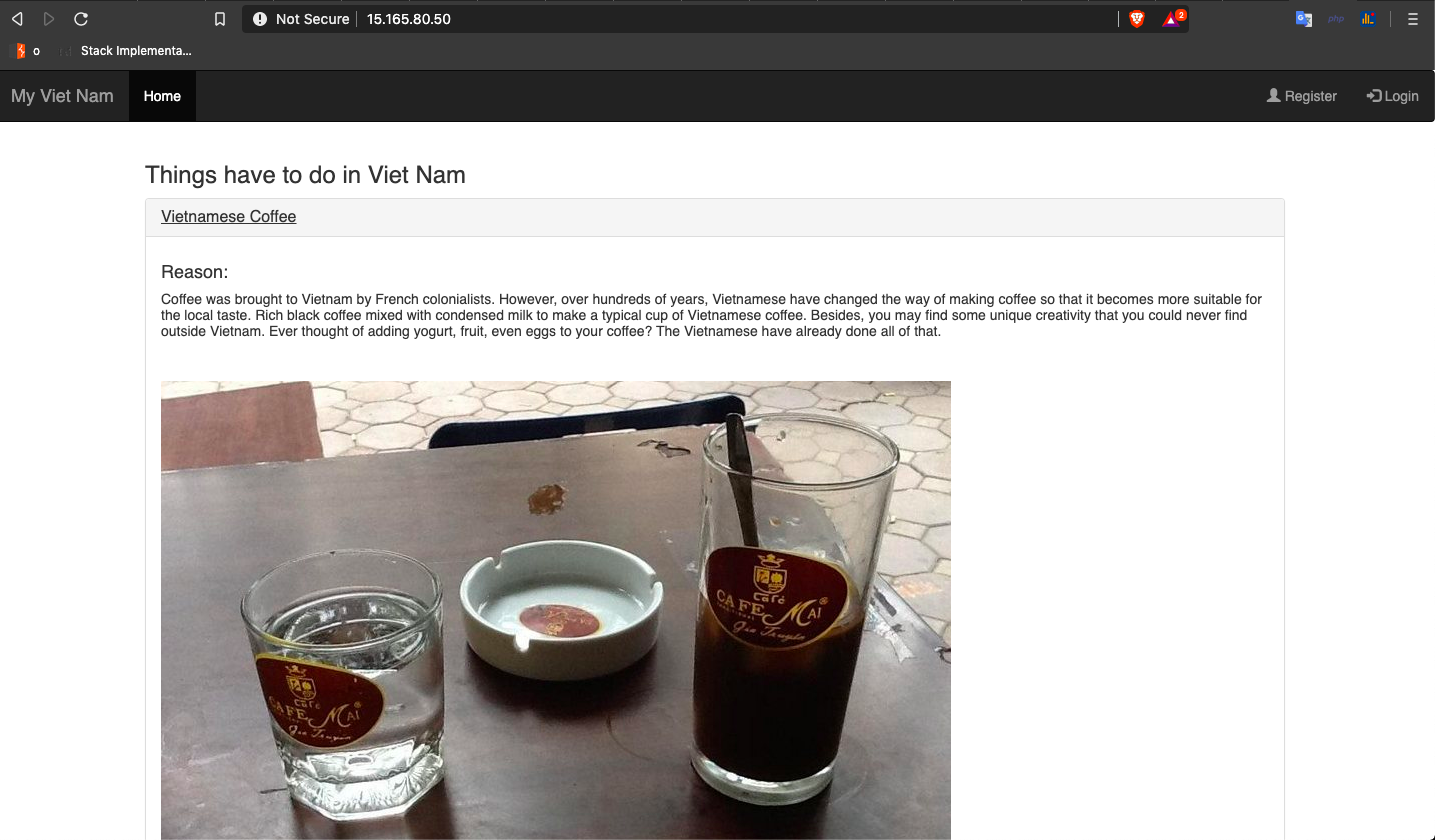 Not Secure 15.165.80.50
2
php
o Stack Implementa...
My Viet Nam Home Register Login
Things have to do in Viet Nam
Vietnamese Coffee
Reason:
Coffee was brought to Vietnam by French colonialists. However, over hundreds of years, Vietnamese have changed the way of making coffee so that it becomes more suitable for
the local taste. Rich black coffee mixed with condensed milk to make a typical cup of Vietnamese coffee. Besides, you may find some unique creativity that you could never find
outside Vietnam. Ever thought of adding yogurt, fruit, even eggs to your coffee? The Vietnamese have already done all of that.
Café
CAFE MAI®
Gia Truyền
Café
CAFE MAI
Gia Truyền